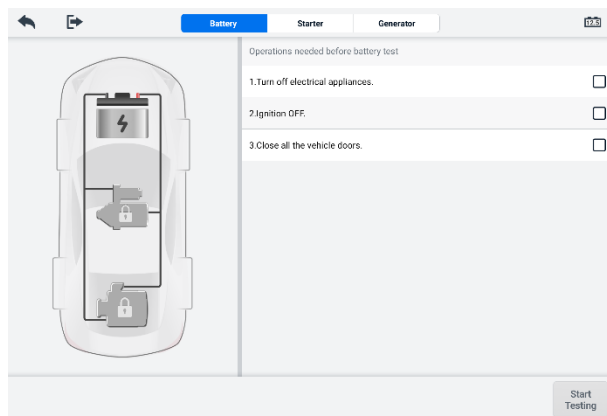 Battery
Starter
Generator
12.5
Operations needed before battery test
1.Turn off electrical appliances.
2.Ignition OFF.
3.Close all the vehicle doors.
Start
Testing